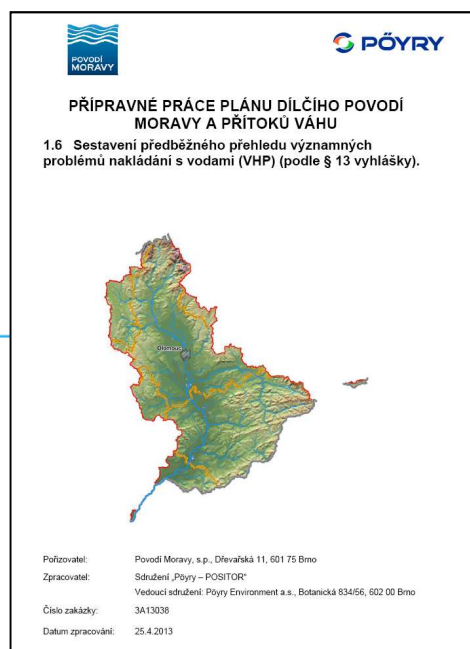 POVODÍ
MORAVY
PÖYRY
PŘÍPRAVNÉ PRÁCE PLÁNU DÍLČÍHO POVODÍ
MORAVY A PŘÍTOKŮ VÁHU
1.6 Sestavení předběžného přehledu významných
problémů nakládání s vodami (VHP) (podle § 13 vyhlášky).
Olomouc
Pořizovatel: Povodí Moravy, s.p., Dřevařská 11, 601 75 Brno
Zpracovatel: Sdružení „Pöyry – POSITOR"
Vedoucí sdružení: Pöyry Environment a.s., Botanická 834/56, 602 00 Brno
Číslo zakázky: 3A13038
Datum zpracování: 25.4.2013